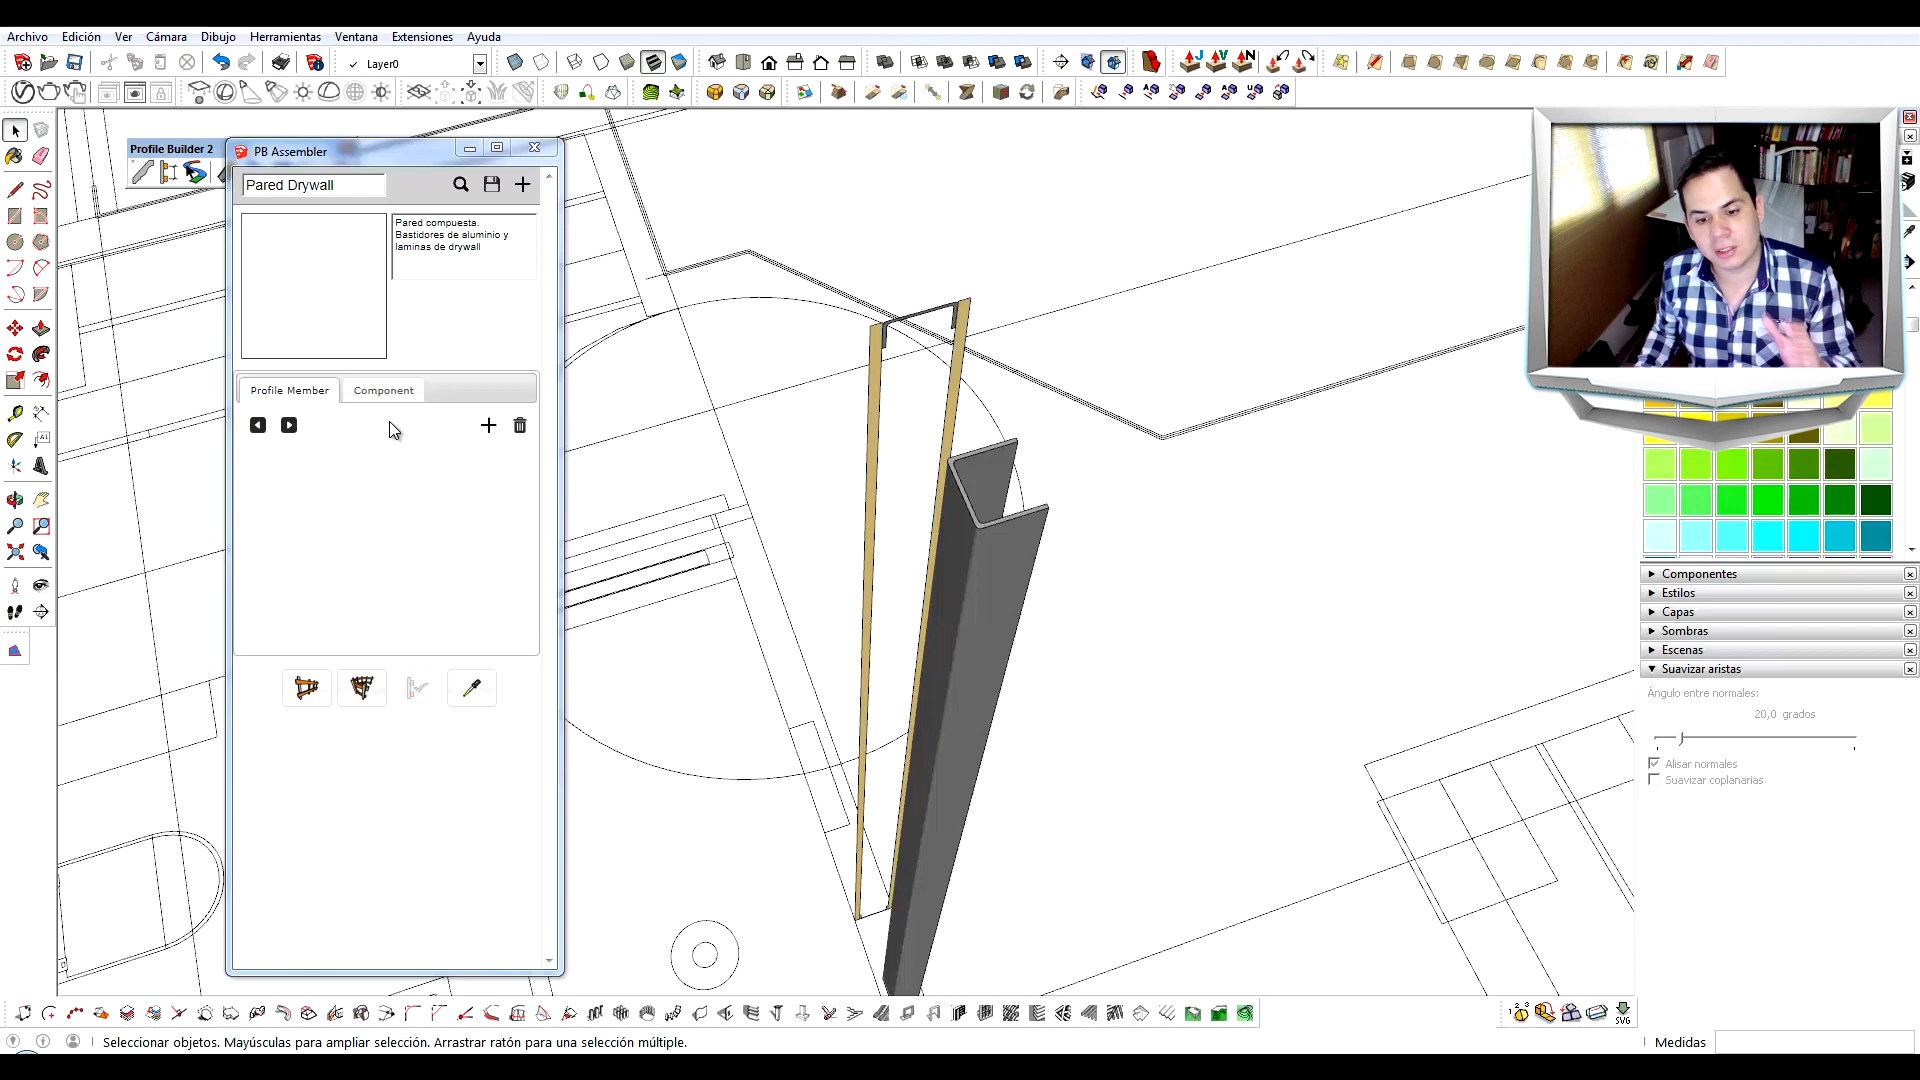 Archivo Edición Ver Cámara Dibujo Herramientas Ventana Extensiones Ayuda
Layer0
Profile Builder 2
PB Assembler
Pared Drywall
Pared compuesta.
Bastidores de aluminio y
laminas de drywall
Profile Member Component
Componentes
Estilos
Capas
Sombras
Escenas
Suavizar aristas
Ángulo entre normales:
20,0 grados
Alisar normales
Suavizar coplanarias
SVG
Seleccionar objetos. Mayúsculas para ampliar selección. Arrastrar ratón para una selección múltiple.
Medidas